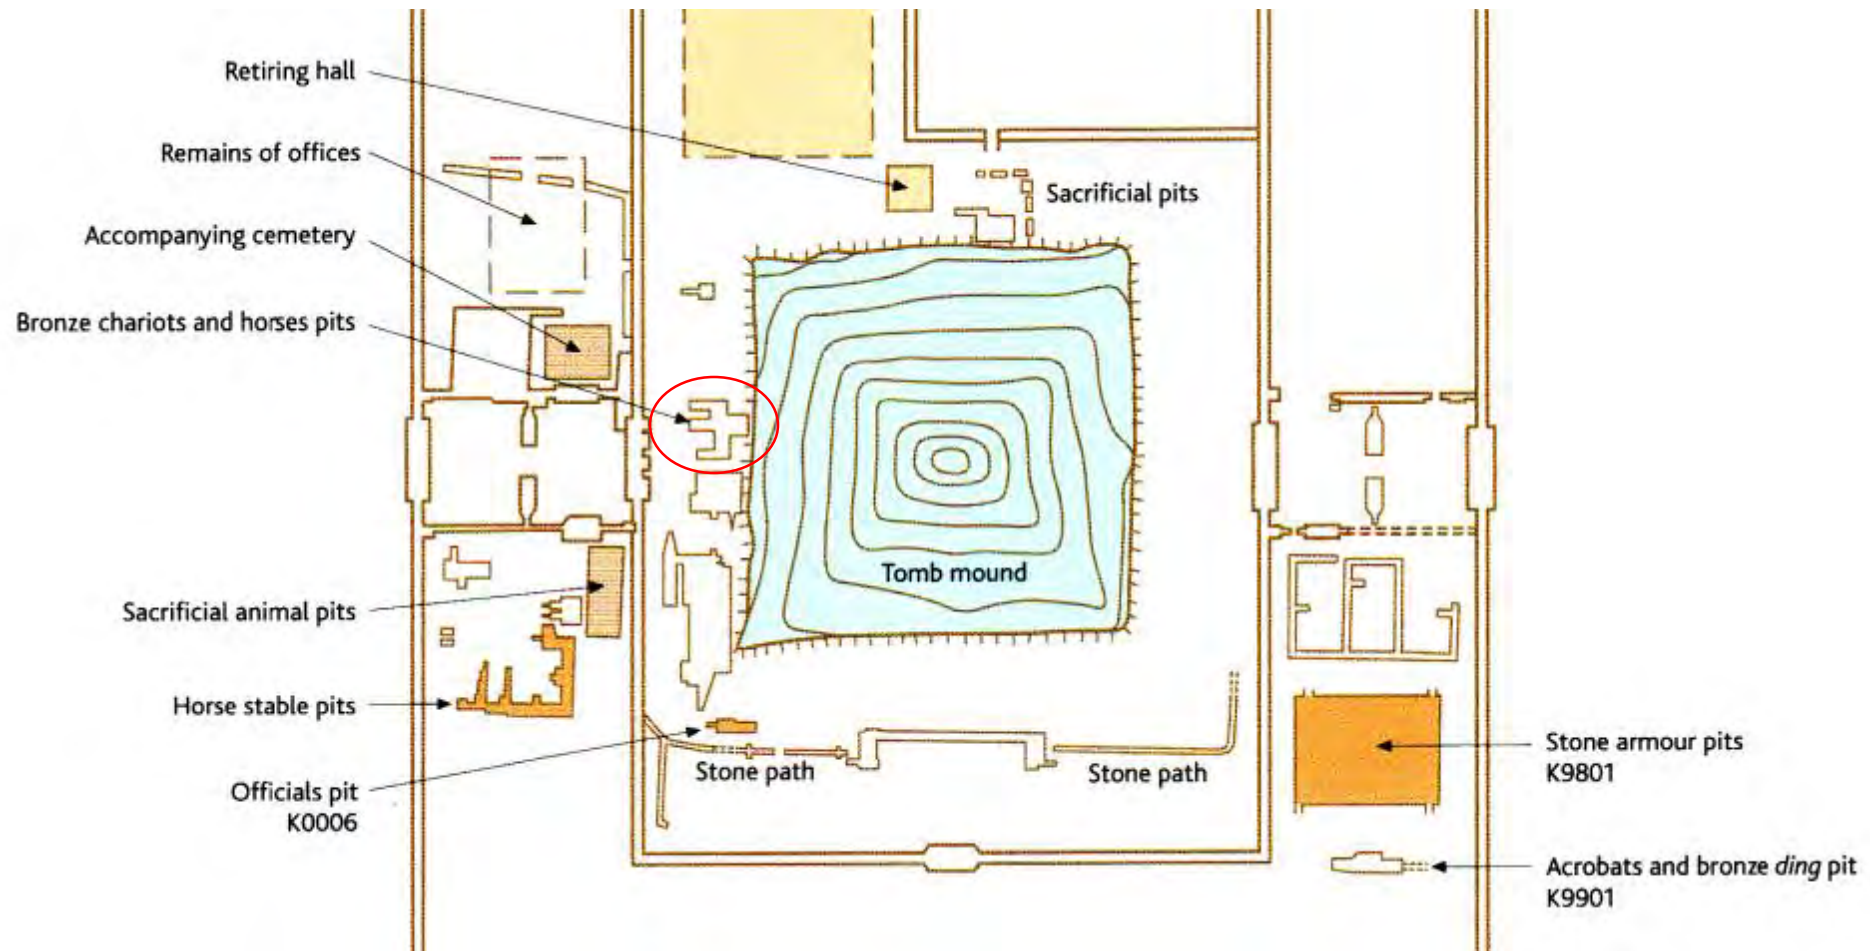 Retiring hall
Remains of offices
Accompanying cemetery
Bronze chariots and horses pits
Sacrificial animal pits
Horse stable pits
Officials pit
K0006
Sacrificial pits
Tomb mound
Stone path
Stone path
Stone armour pits
K9801
Acrobats and bronze ding pit
K9901